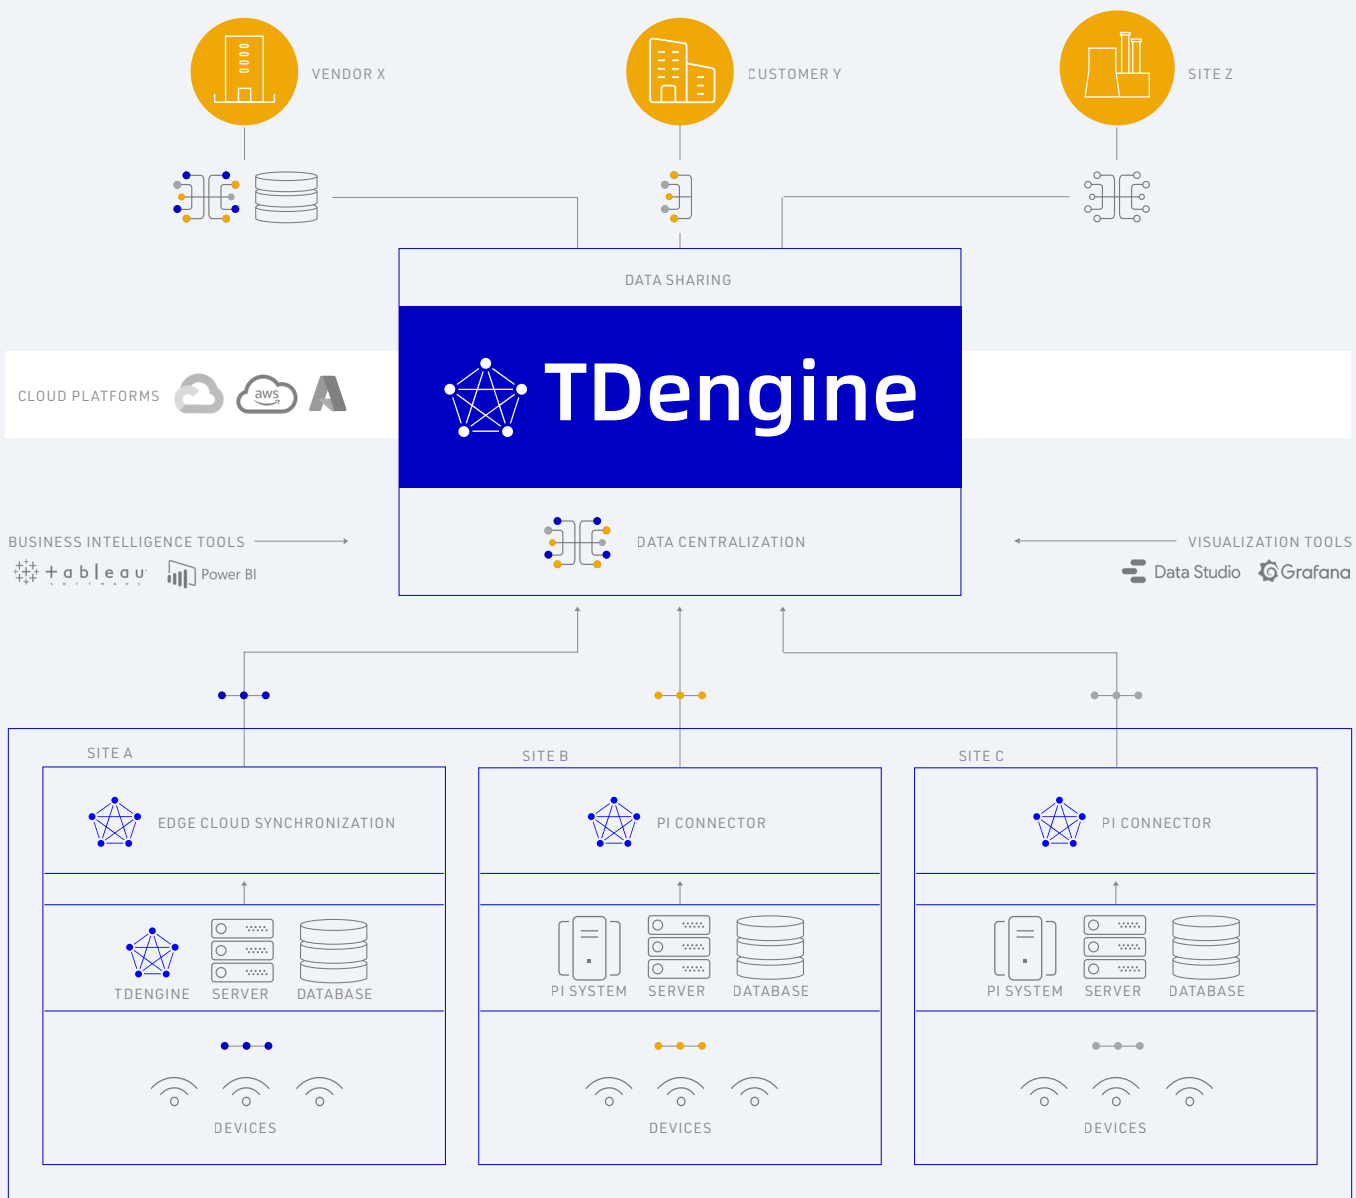 VENDOR X
CUSTOMER Y
SITE Z
DATA SHARING
CLOUD PLATFORMS
aws
TDengine
BUSINESS INTELLIGENCE TOOLS
+ableau
SOFTWARE
Power BI
DATA CENTRALIZATION
VISUALIZATION TOOLS
Data Studio
Grafana
SITE A
SITE B
SITE C
EDGE CLOUD SYNCHRONIZATION
PI CONNECTOR
PI CONNECTOR
TDENGINE
SERVER
DATABASE
PI SYSTEM
SERVER
DATABASE
PI SYSTEM
SERVER
DATABASE
DEVICES
DEVICES
DEVICES